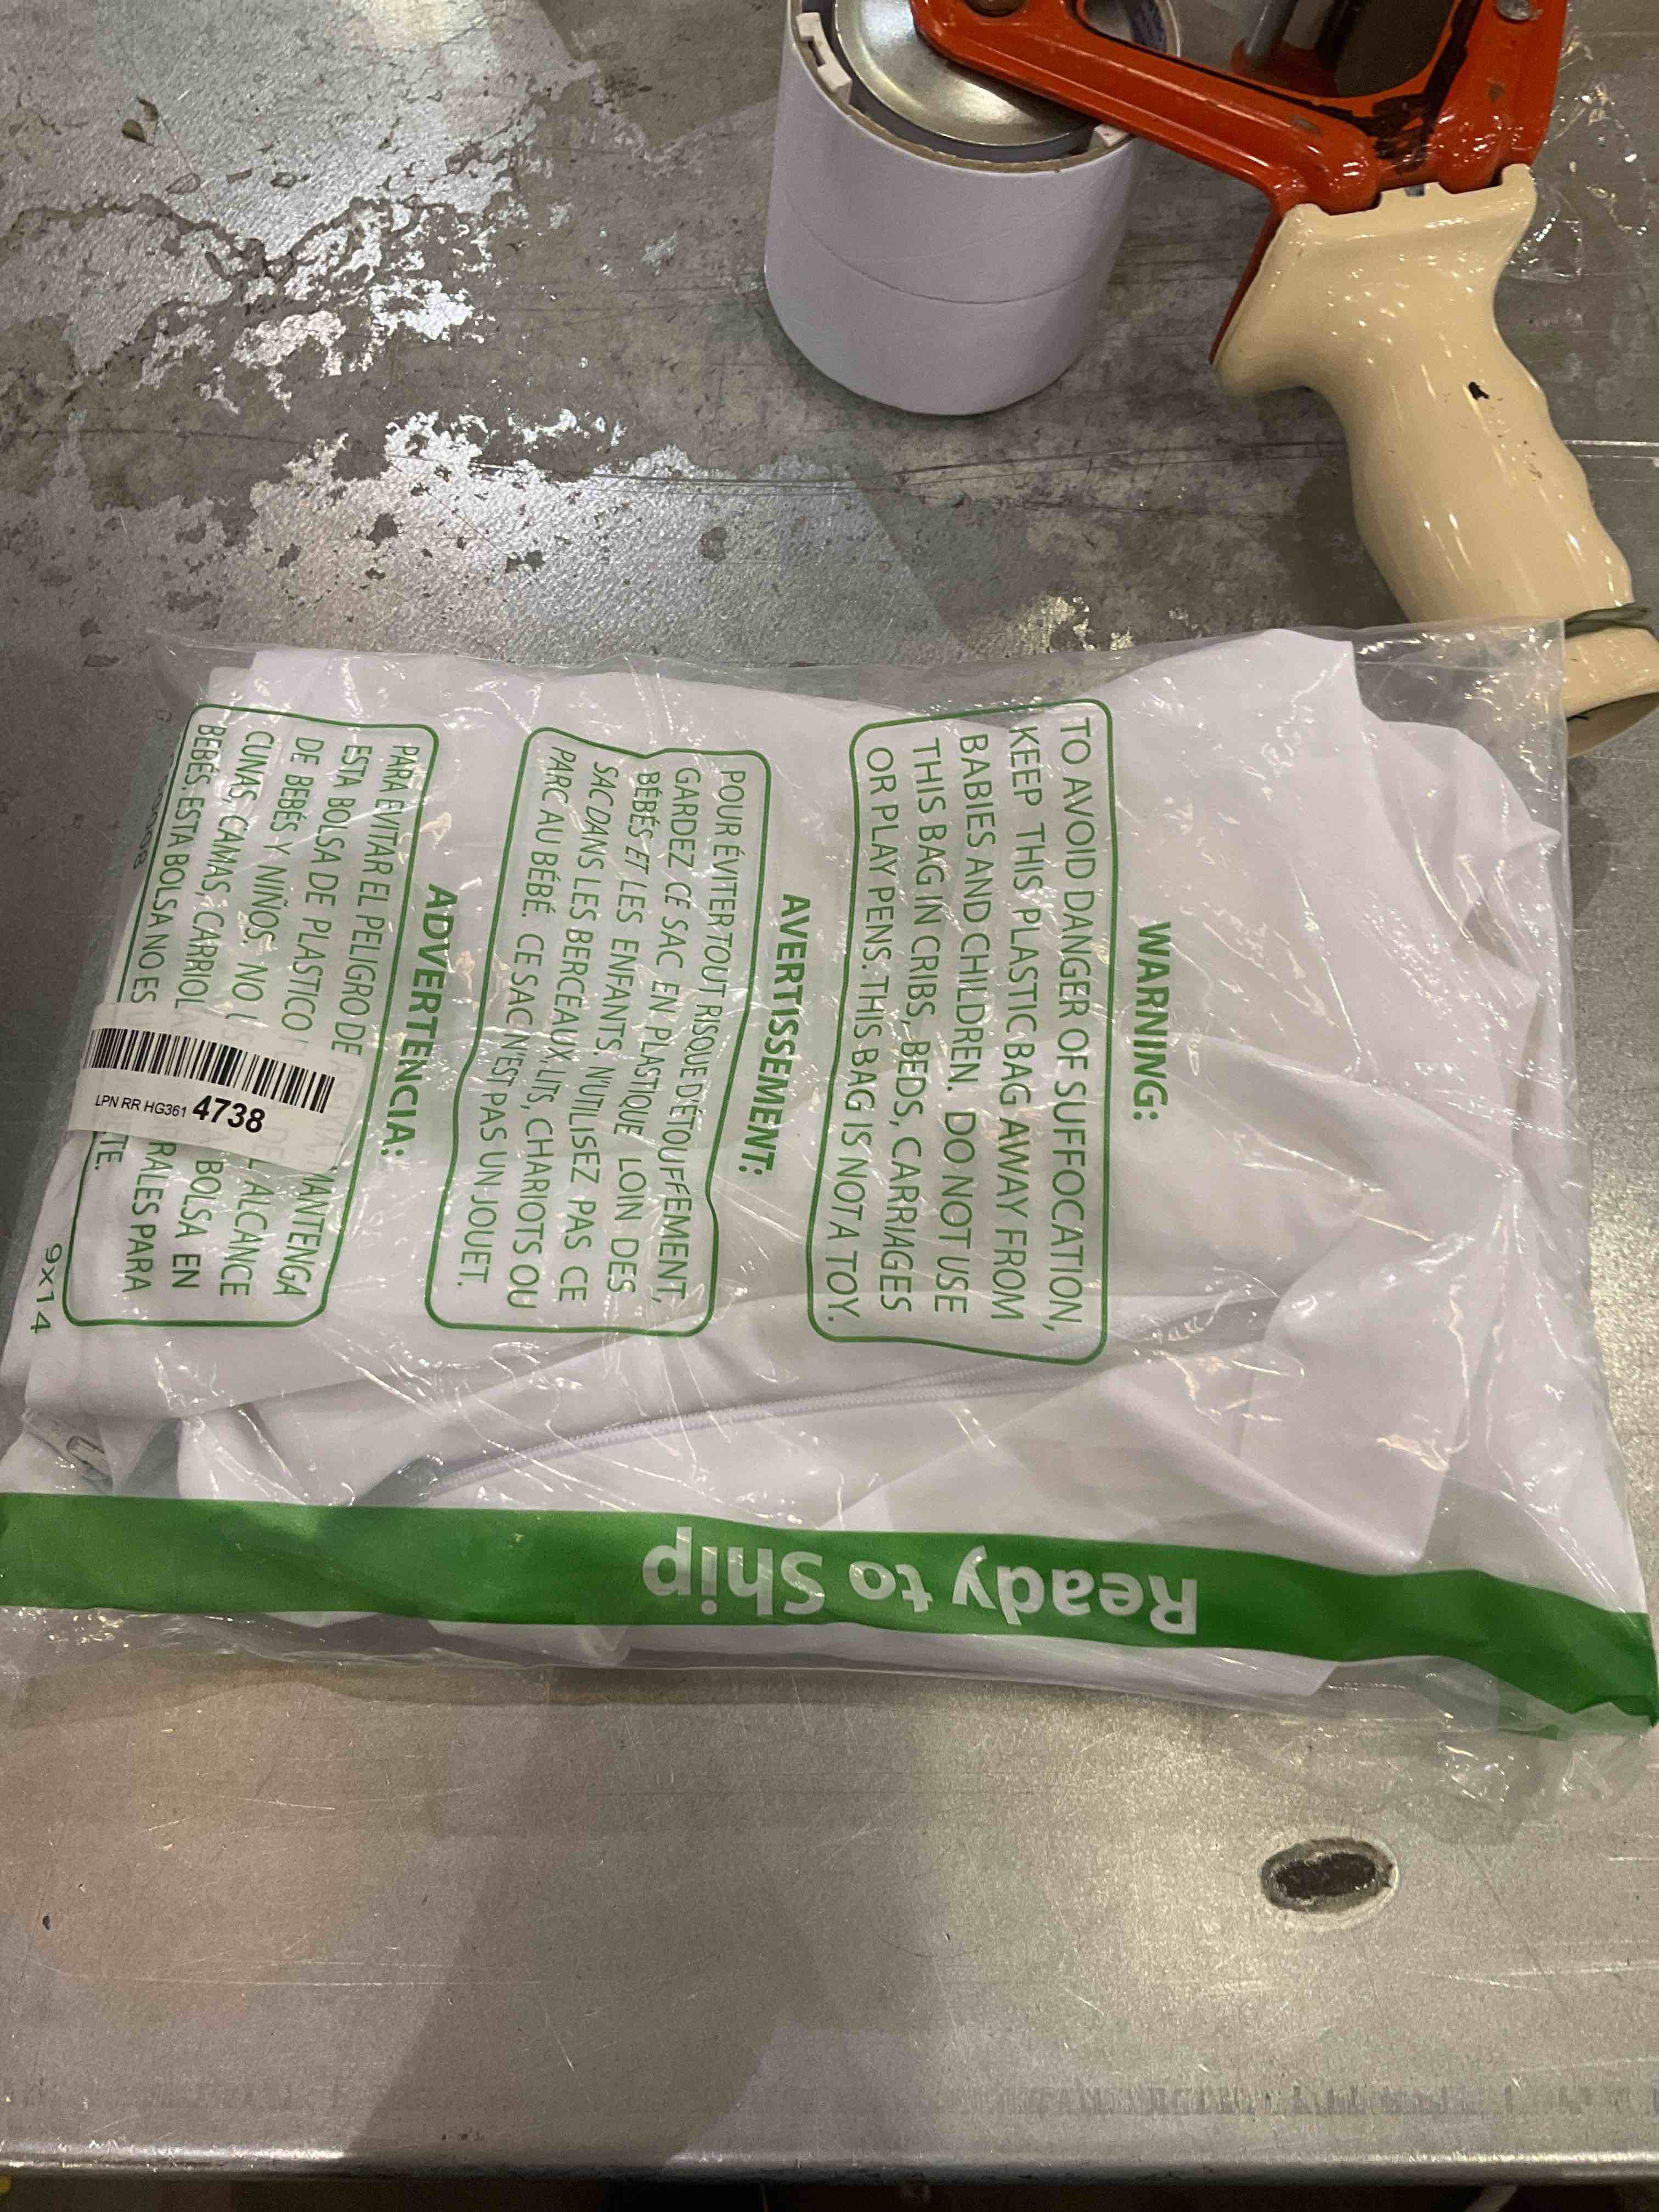 WARNING:
TO AVOID DANGER OF SUFFOCATION,
KEEP THIS PLASTIC BAG AWAY FROM
BABIES AND CHILDREN. DO NOT USE
THIS BAG IN CRIBS, BEDS, CARRIAGES
OR PLAY PENS. THIS BAG IS NOT A TOY.
AVERTISSEMENT:
POUR ÉVITER TOUT RISQUE D'ÉTOUFFEMENT,
GARDEZ CE SAC EN PLASTIQUE LOIN DES
BÉBÉS ET LES ENFANTS. N'UTILISEZ PAS CE
SAC DANS LES BERCEAUX, LITS, CHARIOTS OU
PARC AU BÉBÉ. CE SAC N'EST PAS UN JOUET.
ADVERTENCIA:
PARA EVITAR EL PELIGRO DE MANTENGA
ESTA BOLSA DE PLASTICO ALCANCE
DE BEBÉS Y NIÑOS. NO BOLSA EN
CUNAS, CAMAS, CARRIOL RALES PARA
BEBÉS. ESTA BOLSA NO ES TE.
LPN RR HG361 4738
9X14
Ready to Ship